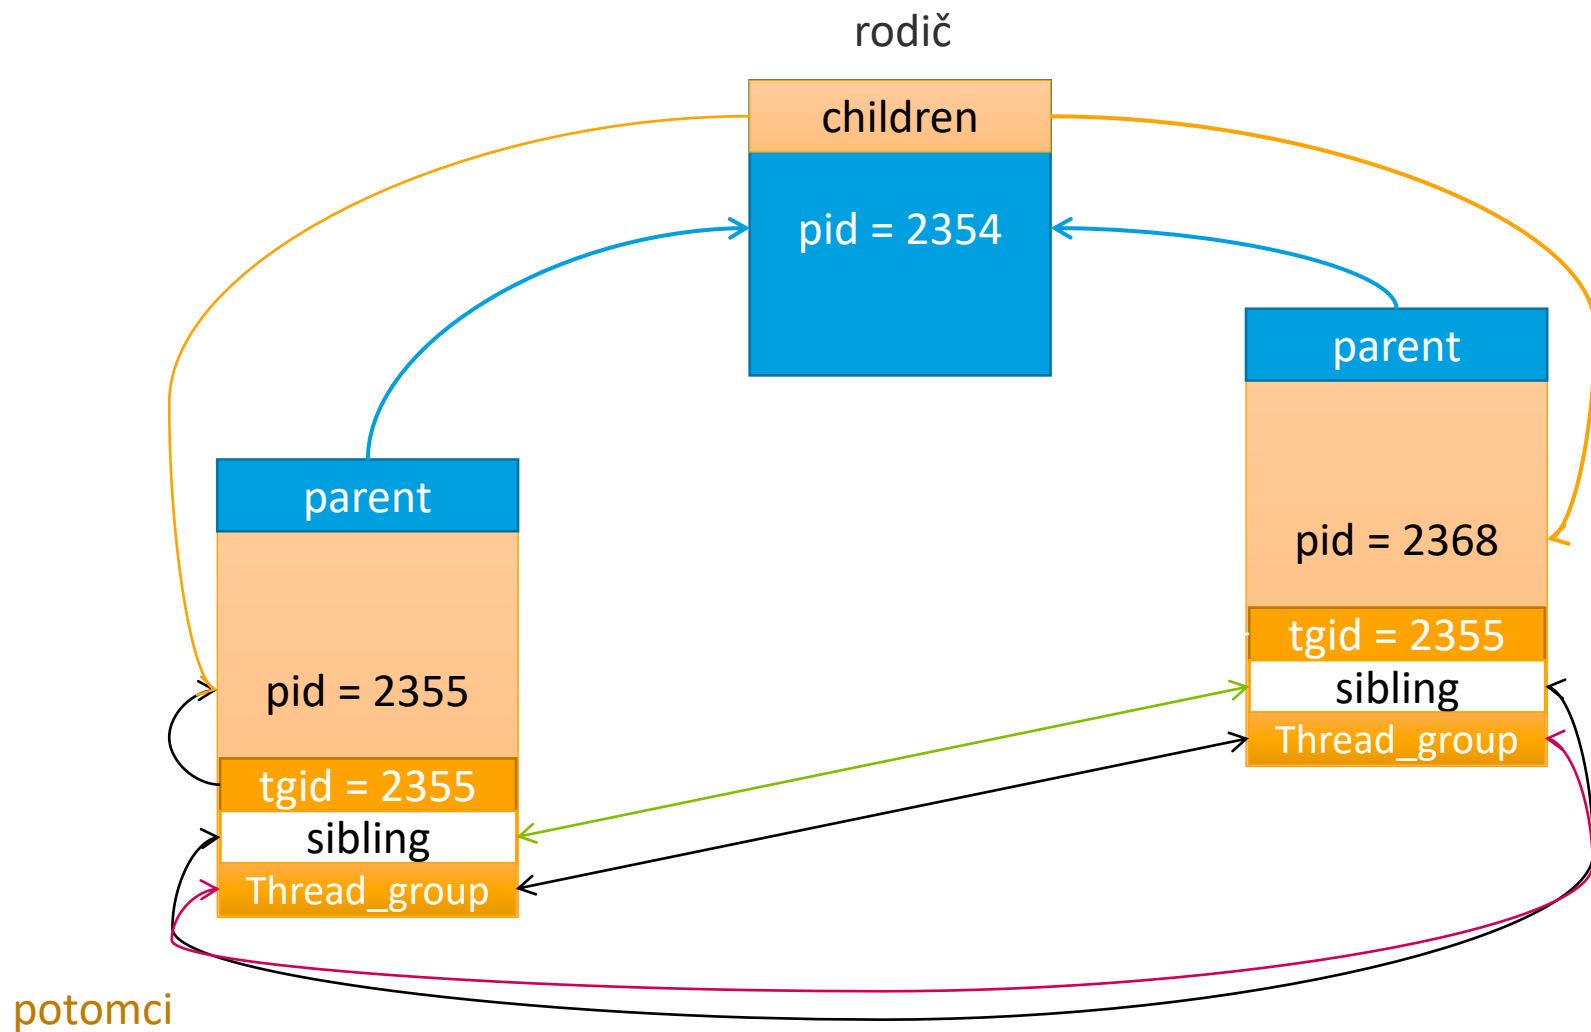 rodič
children
pid = 2354
parent
pid = 2368
tgid = 2355
sibling
Thread_group
parent
pid = 2355
tgid = 2355
sibling
Thread_group
potomci